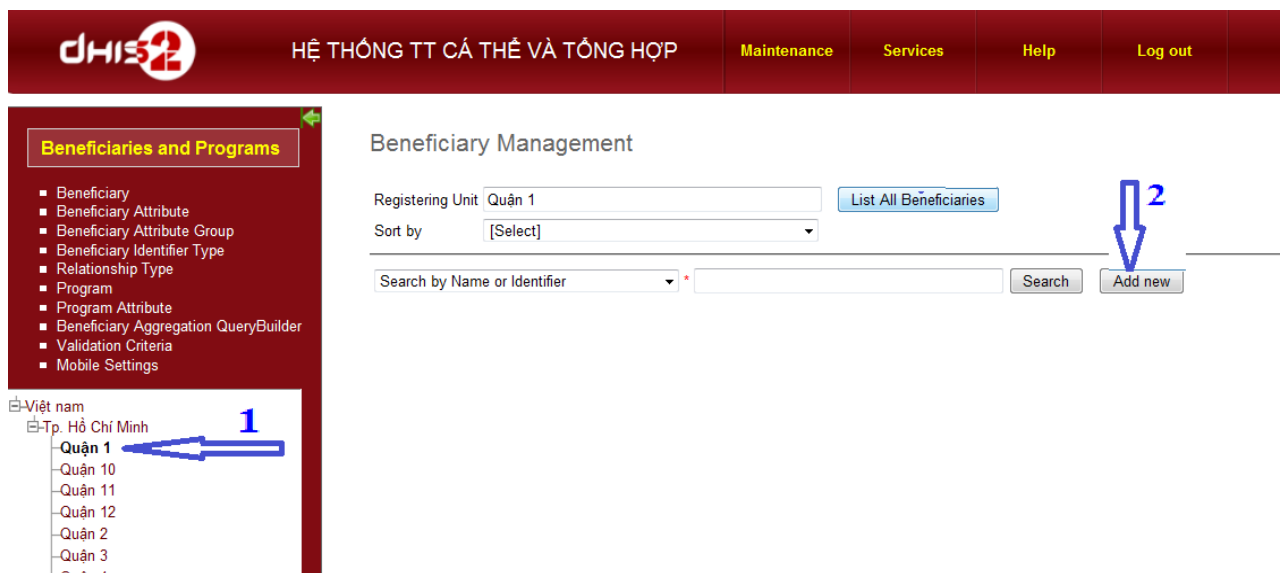 dHIS2 HỆ THỐNG TT CÁ THỂ VÀ TỔNG HỢP Maintenance Services Help Log out
Beneficiaries and Programs
Beneficiary
Beneficiary Attribute
Beneficiary Attribute Group
Beneficiary Identifier Type
Relationship Type
Program
Program Attribute
Beneficiary Aggregation QueryBuilder
Validation Criteria
Mobile Settings
Việt nam
Tp. Hồ Chí Minh
1
Quận 1
Quận 10
Quận 11
Quận 12
Quận 2
Quận 3
Beneficiary Management
Registering Unit Quận 1 List All Beneficiaries
2
Sort by [Select]
Search by Name or Identifier * Search Add new